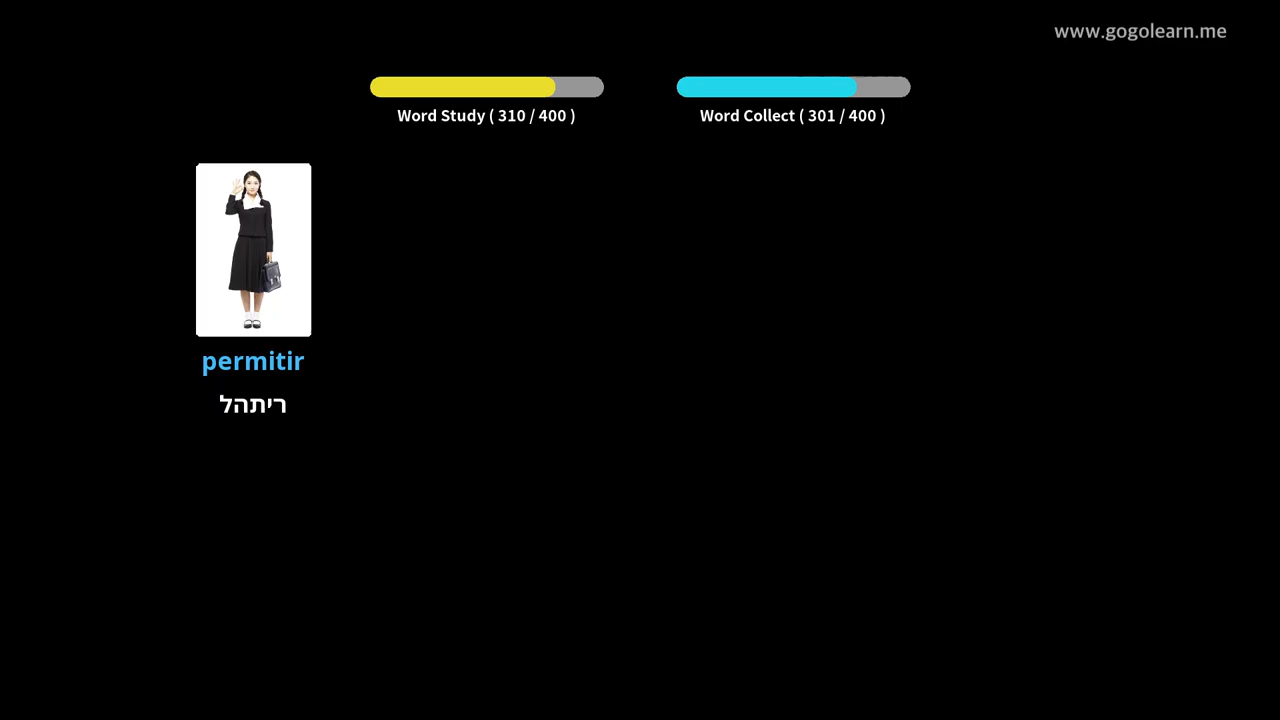 www.gogolearn.me
Word Study ( 310 / 400 )
Word Collect ( 301 / 400 )
permitir
ריתהל